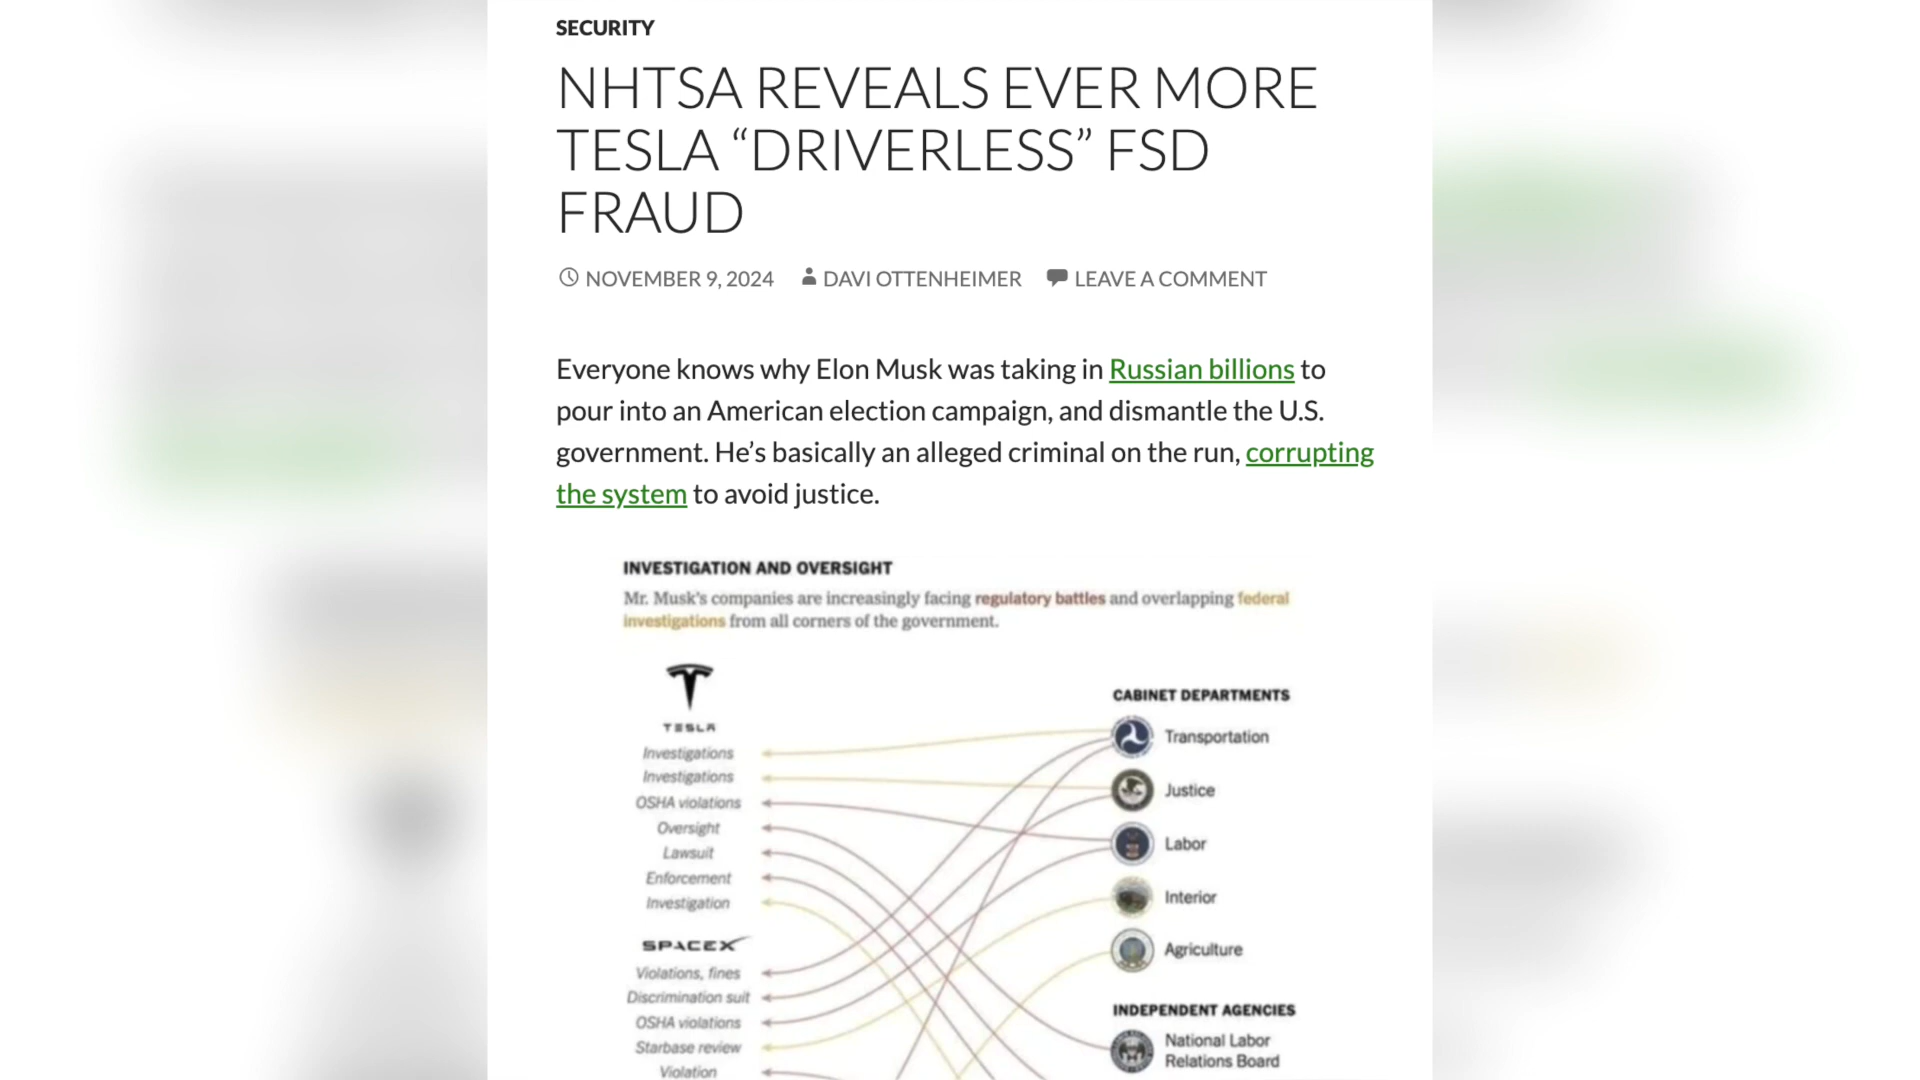 SECURITY
NHTSA REVEALS EVER MORE
TESLA “DRIVERLESS” FSD
FRAUD
NOVEMBER 9, 2024 DAVI OTTENHEIMER LEAVE A COMMENT
Everyone knows why Elon Musk was taking in Russian billions to
pour into an American election campaign, and dismantle the U.S.
government. He’s basically an alleged criminal on the run, corrupting
the system to avoid justice.
INVESTIGATION AND OVERSIGHT
Mr. Musk’s companies are increasingly facing regulatory battles and overlapping federal
investigations from all corners of the government.
TESLA
Investigations
Investigations
OSHA violations
Oversight
Lawsuit
Enforcement
Investigation
SPACEX
Violations, fines
Discrimination suit
OSHA violations
Starbase review
Violation
CABINET DEPARTMENTS
Transportation
Justice
Labor
Interior
Agriculture
INDEPENDENT AGENCIES
National Labor
Relations Board